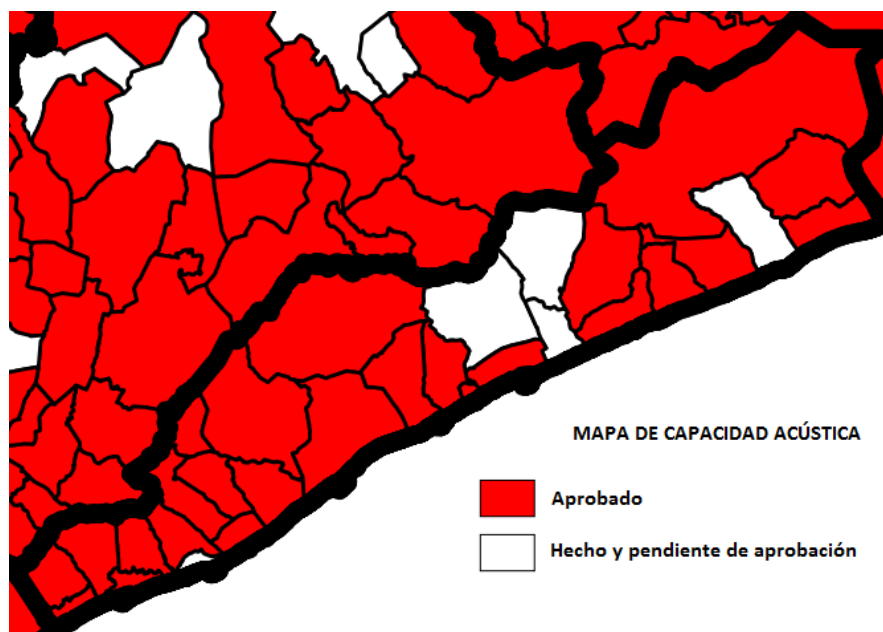 MAPA DE CAPACIDAD ACÚSTICA
Aprobado
Hecho y pendiente de aprobación